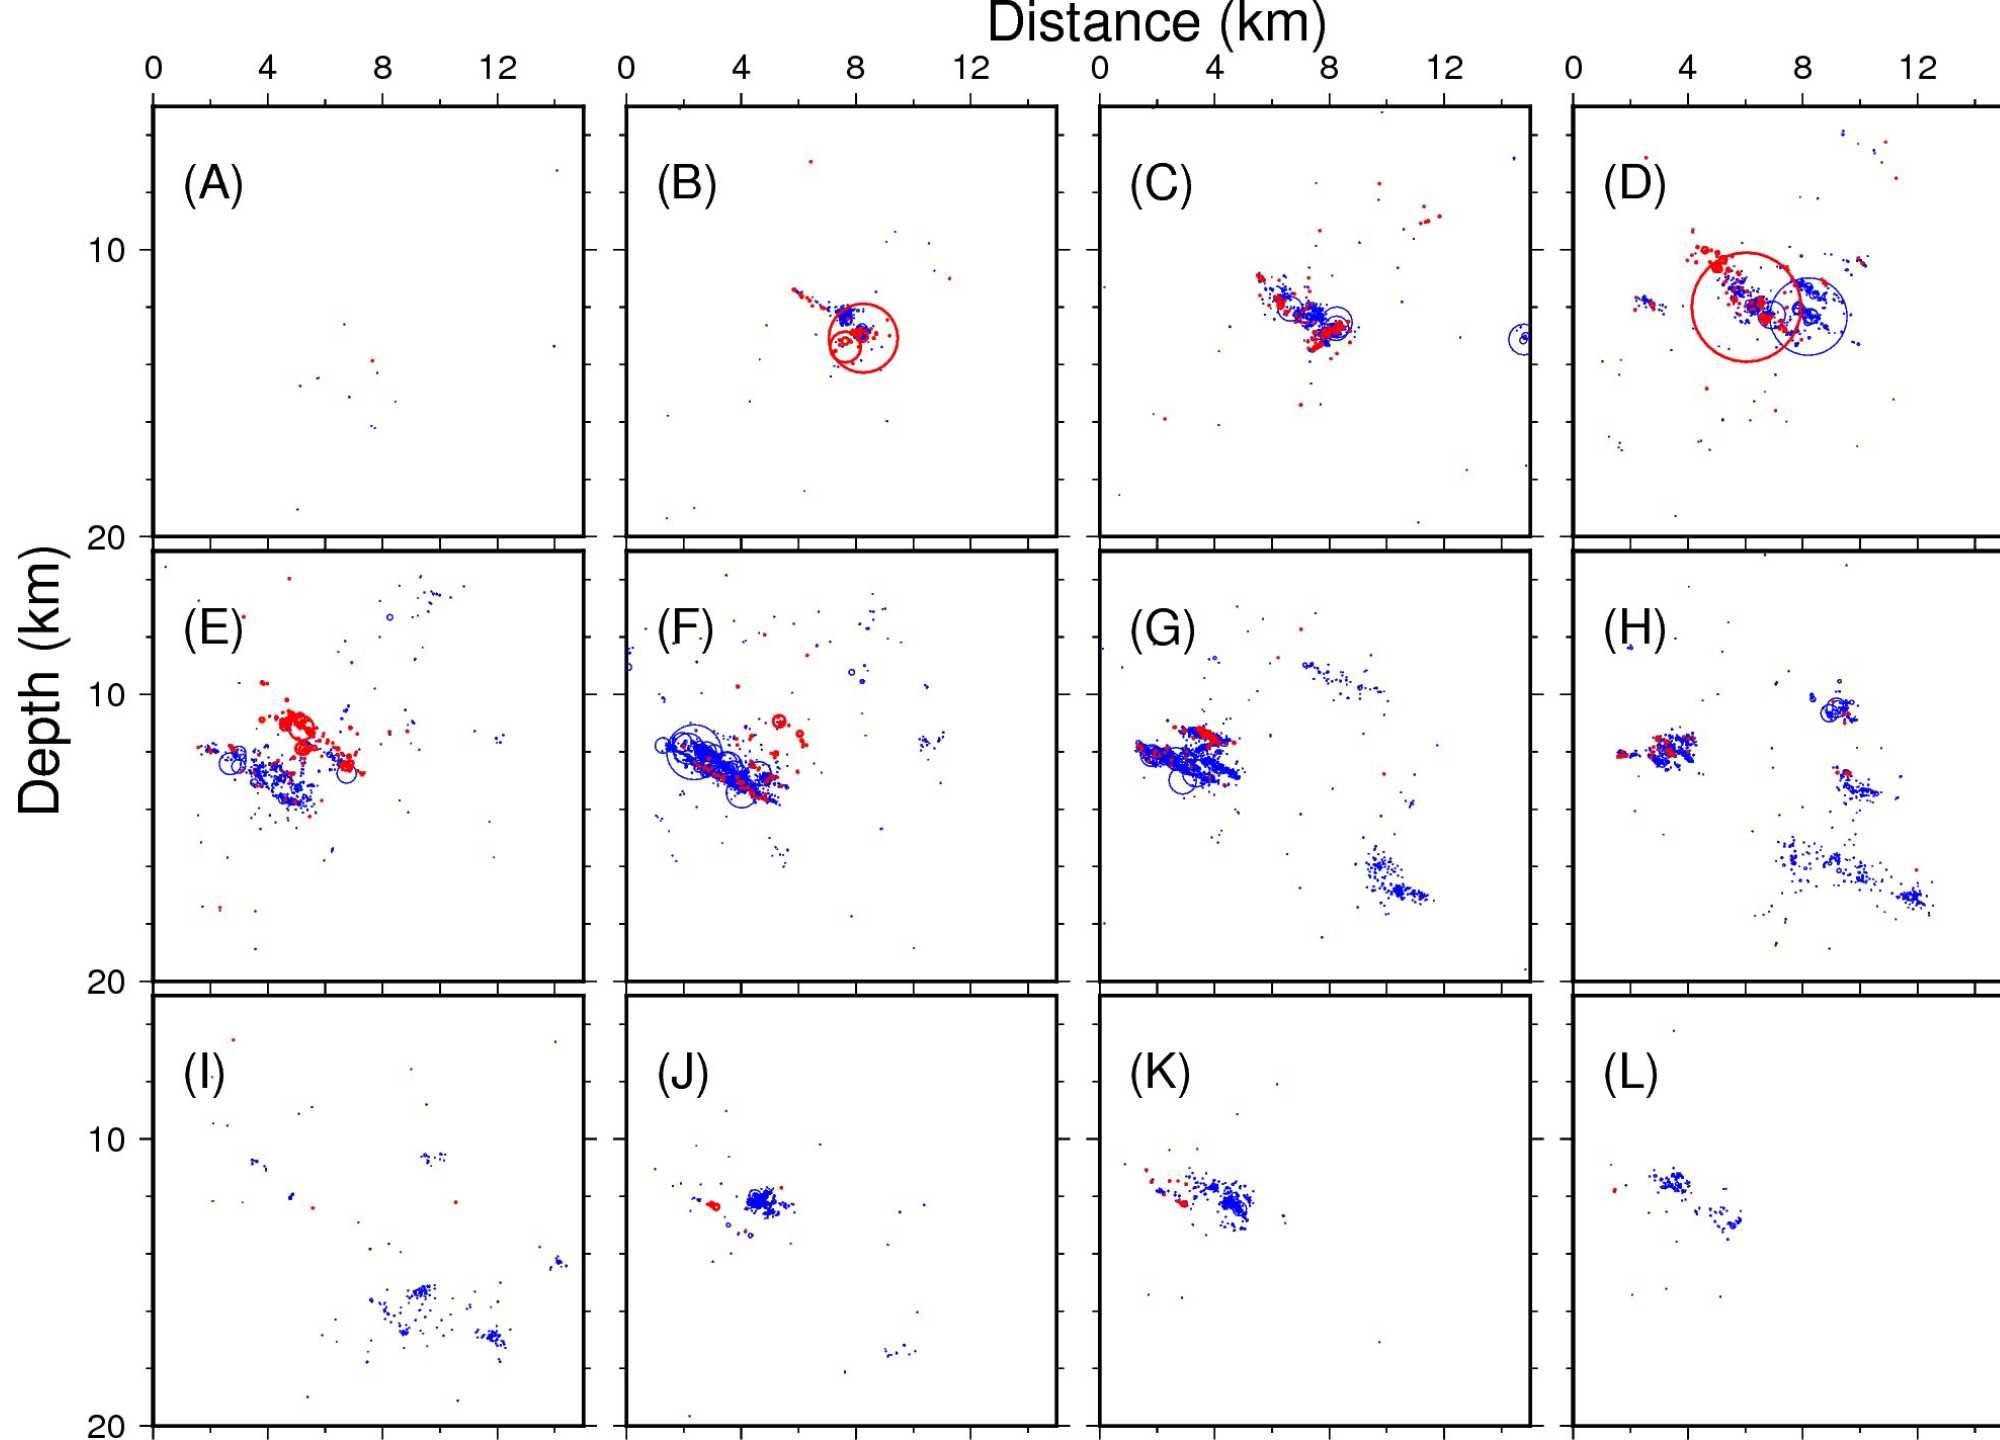 Distance (km)
0 4 8 12 0 4 8 12 0 4 8 12 0 4 8 12
(A) (B) (C) (D)
10
20
(E) (F) (G) (H)
Depth (km)
10
20
(I) (J) (K) (L)
10
20